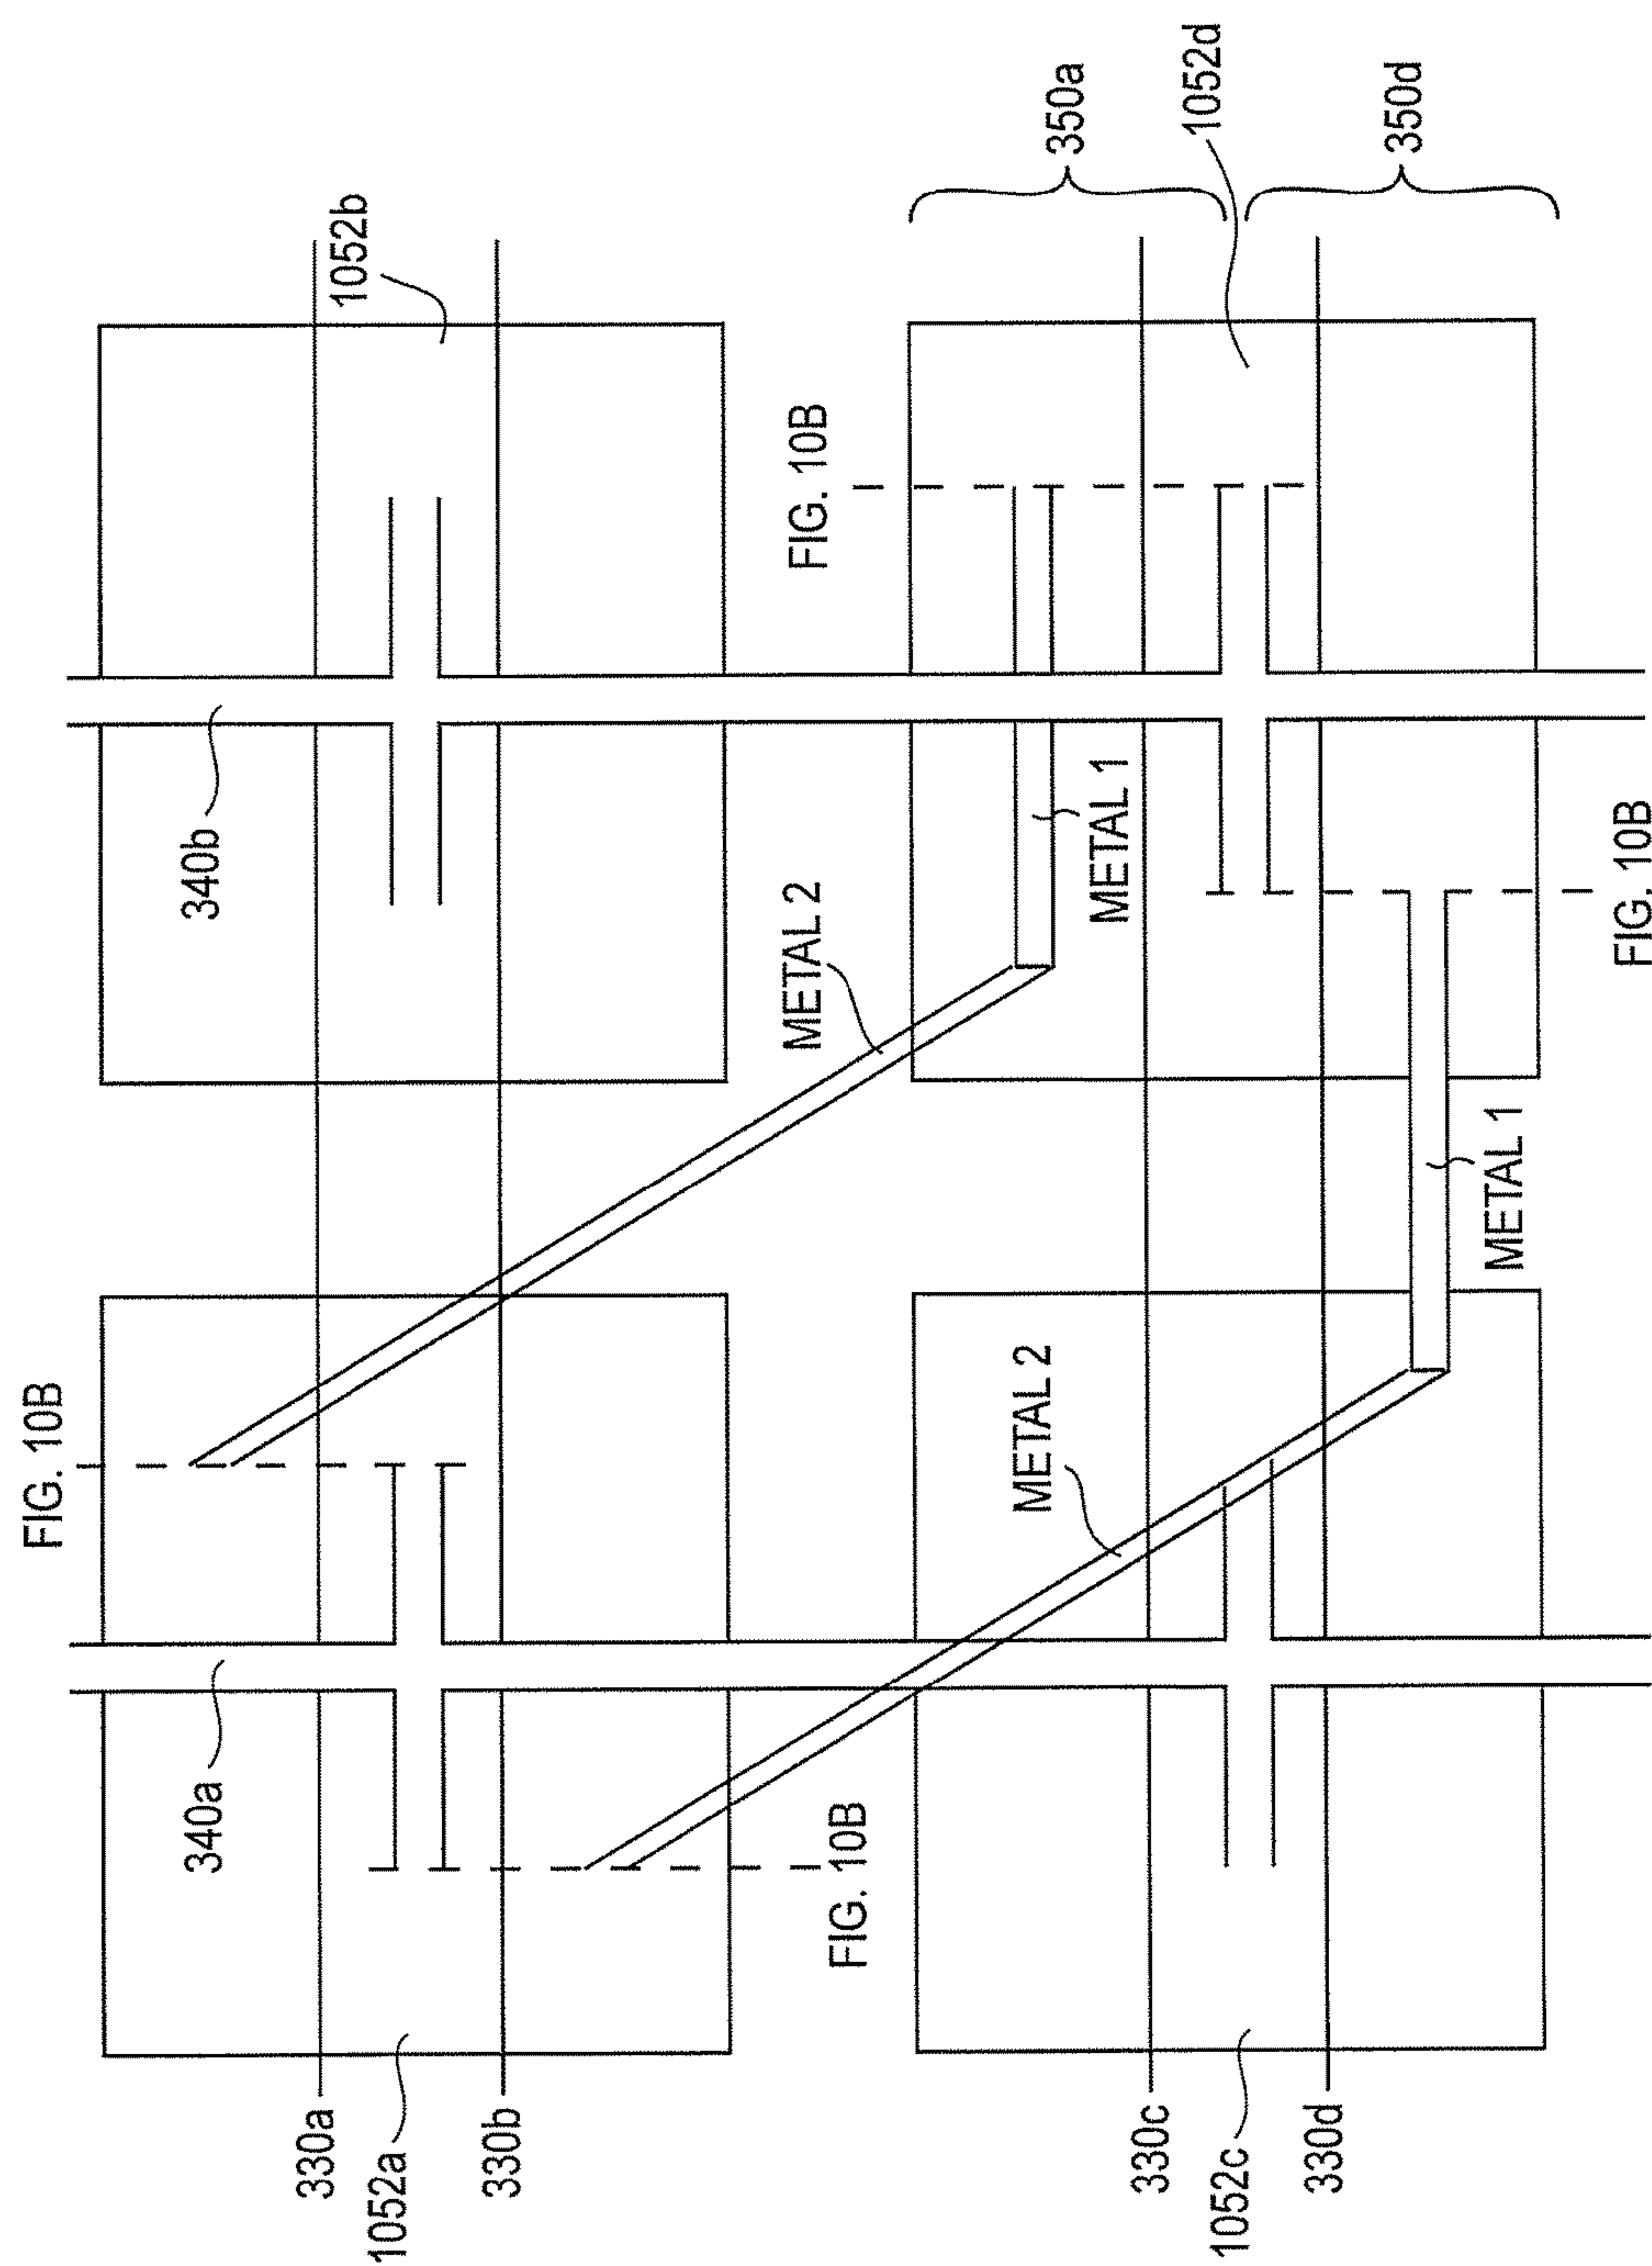 FIG. 10B
340a
340b
330a
1052b
1052a
330b
METAL 2
FIG. 10B
FIG. 10B
METAL 2
350a
METAL 1
330c
1052d
1052c
330d
350d
METAL 1
FIG. 10B